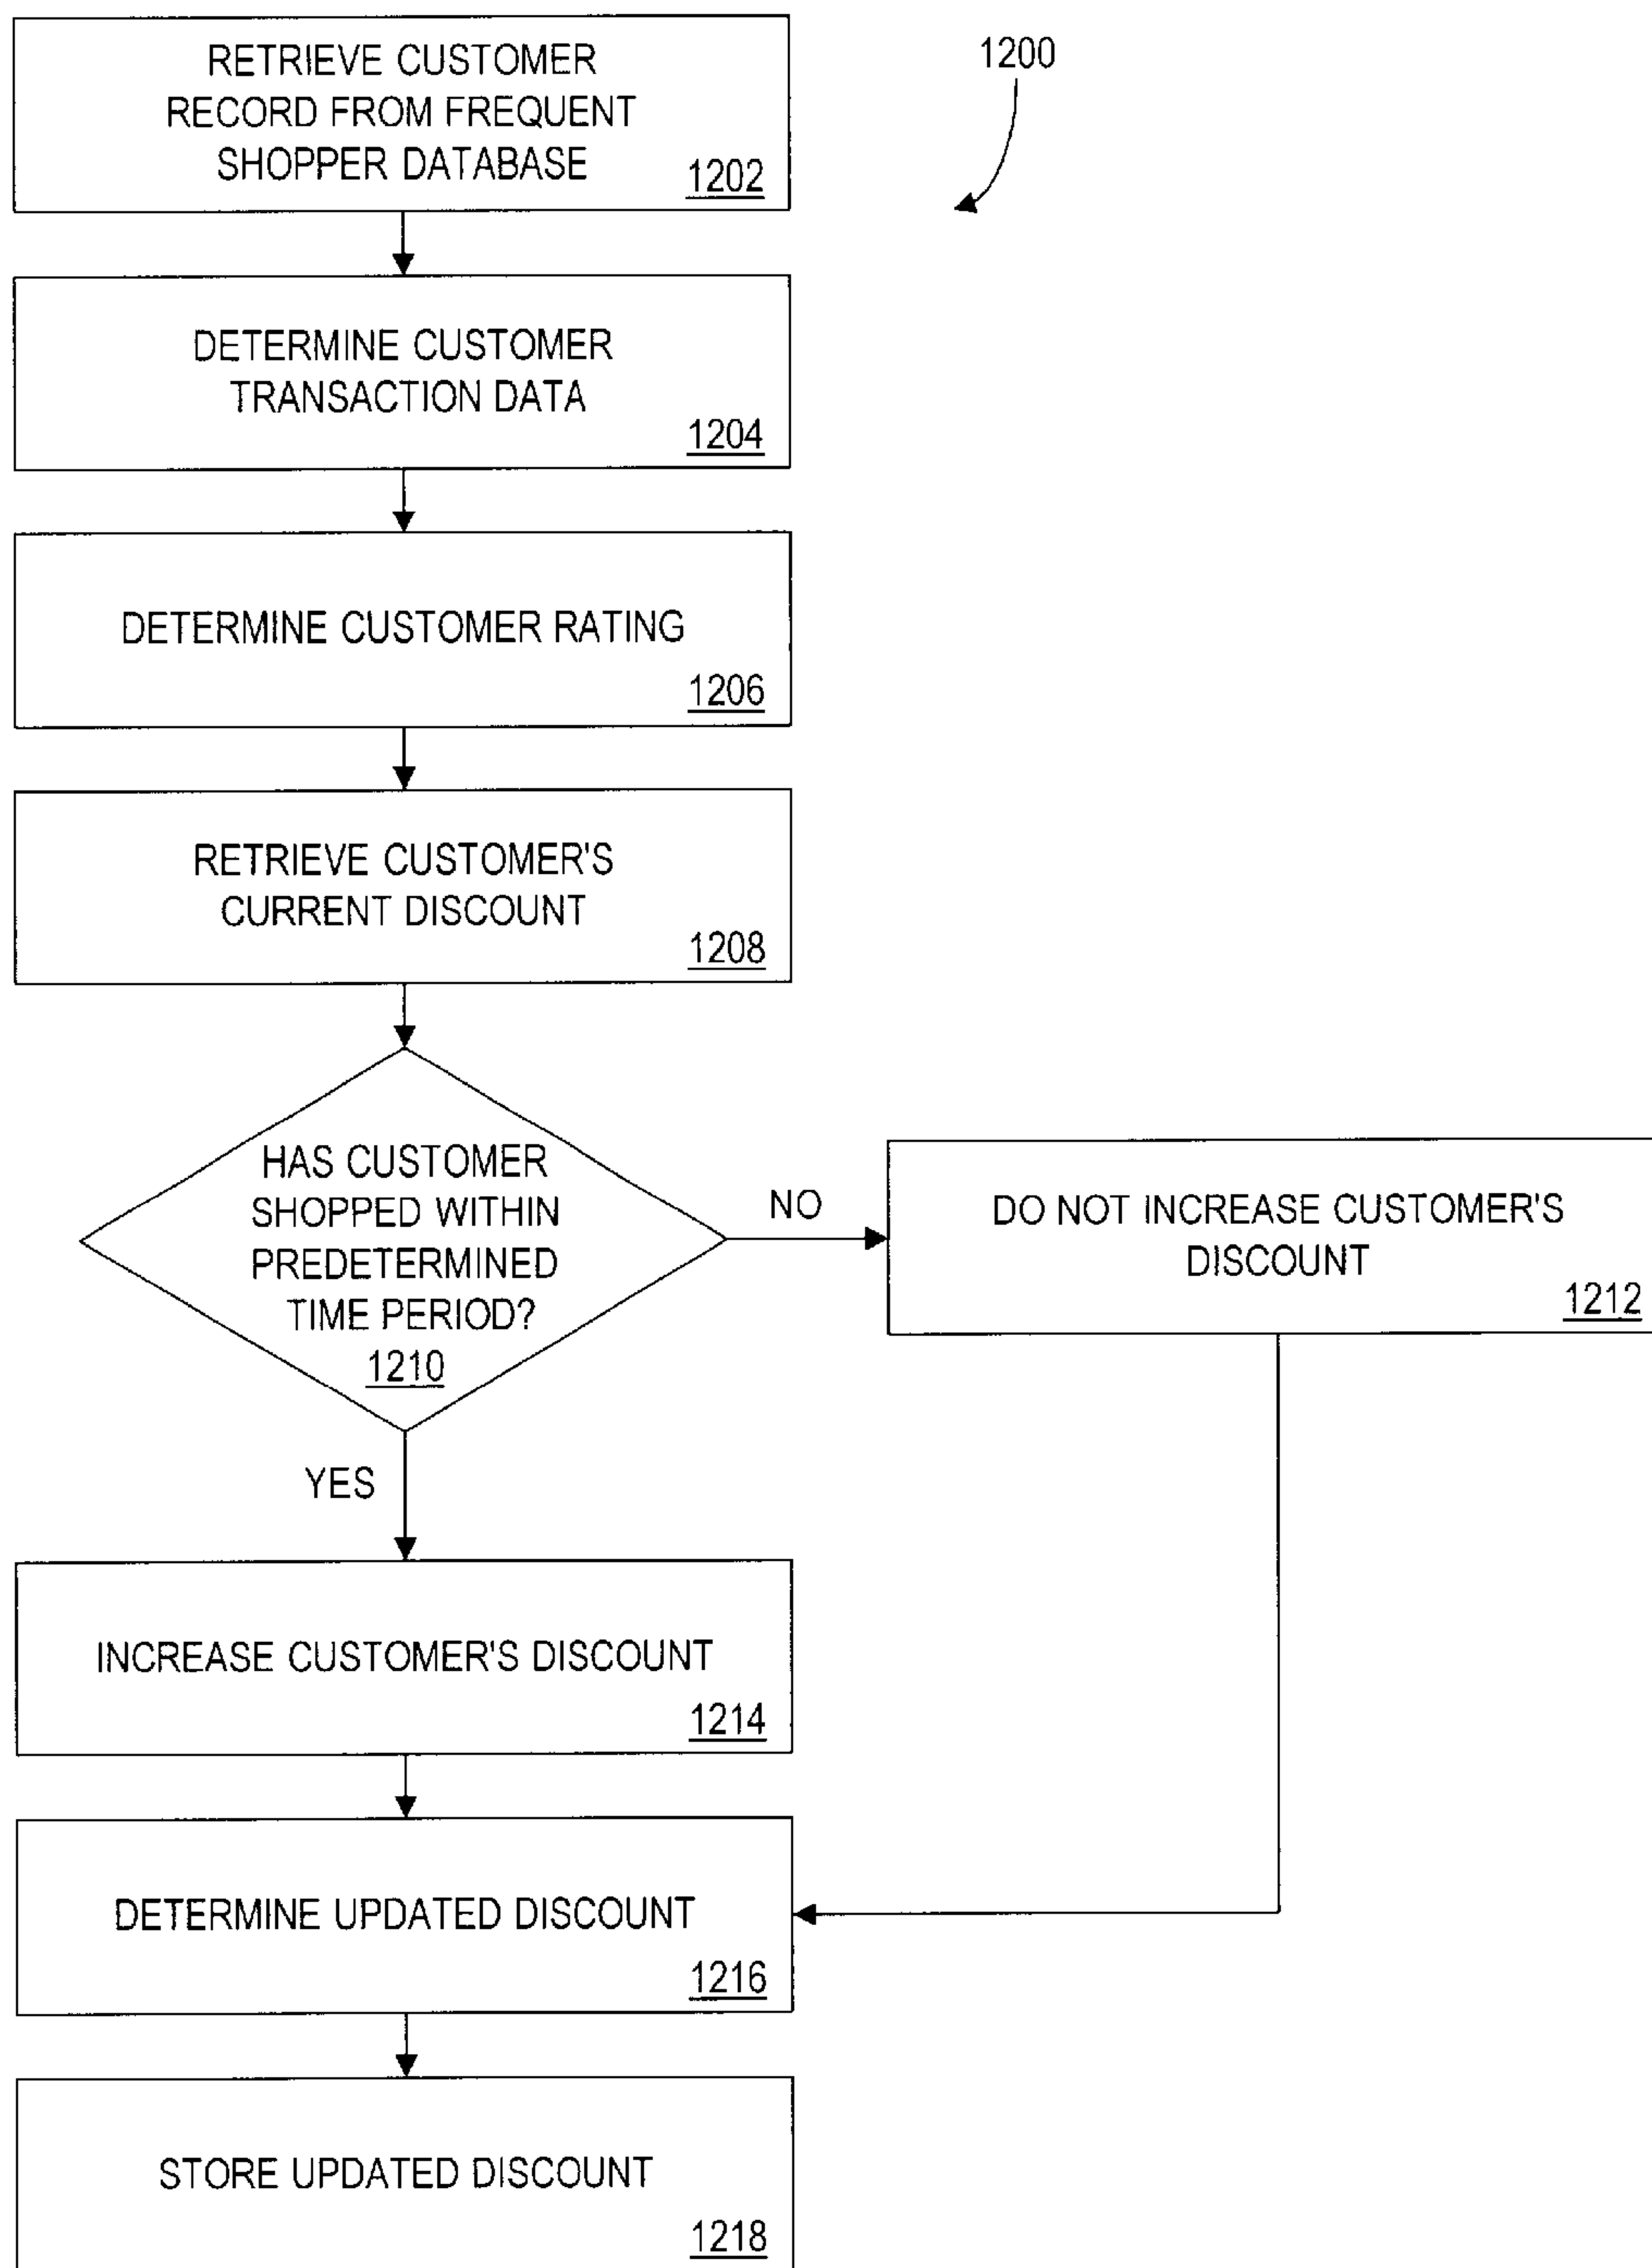 RETRIEVE CUSTOMER
RECORD FROM FREQUENT
SHOPPER DATABASE
1202
1200
DETERMINE CUSTOMER
TRANSACTION DATA
1204
DETERMINE CUSTOMER RATING
1206
RETRIEVE CUSTOMER'S
CURRENT DISCOUNT
1208
HAS CUSTOMER
SHOPPED WITHIN
PREDETERMINED
TIME PERIOD?
1210
NO
DO NOT INCREASE CUSTOMER'S
DISCOUNT
1212
YES
INCREASE CUSTOMER'S DISCOUNT
1214
DETERMINE UPDATED DISCOUNT
1216
STORE UPDATED DISCOUNT
1218